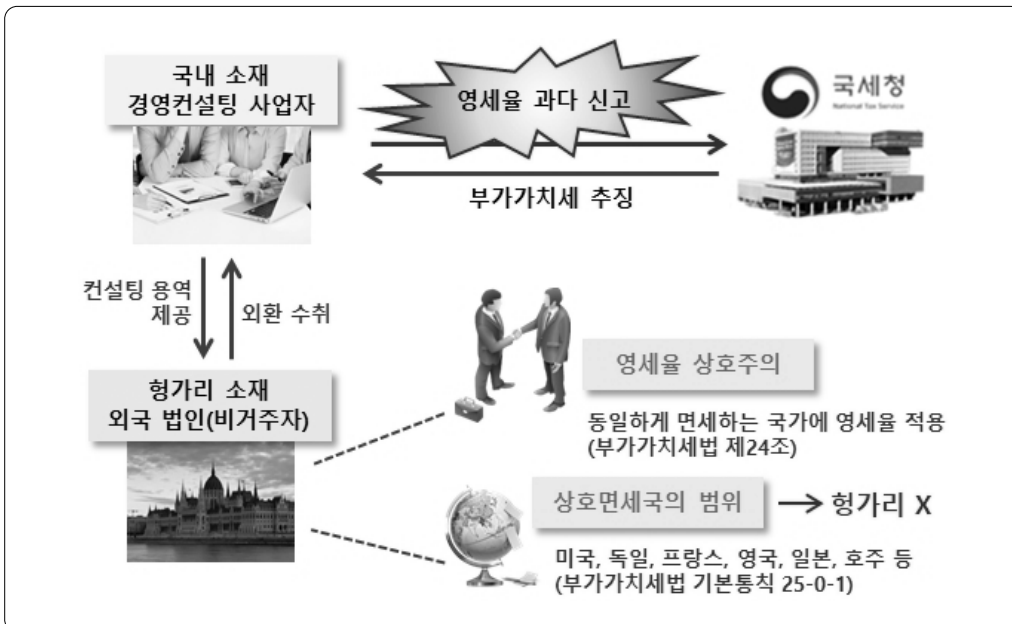 국내 소재
경영컨설팅 사업자
영세율 과다 신고
국세청
National Tax Service
부가가치세 추징
컨설팅 용역
제공
외환 수취
헝가리 소재
외국 법인(비거주자)
영세율 상호주의
동일하게 면세하는 국가에 영세율 적용
(부가가치세법 제24조)
상호면세국의 범위
헝가리 X
미국, 독일, 프랑스, 영국, 일본, 호주 등
(부가가치세법 기본통칙 25-0-1)